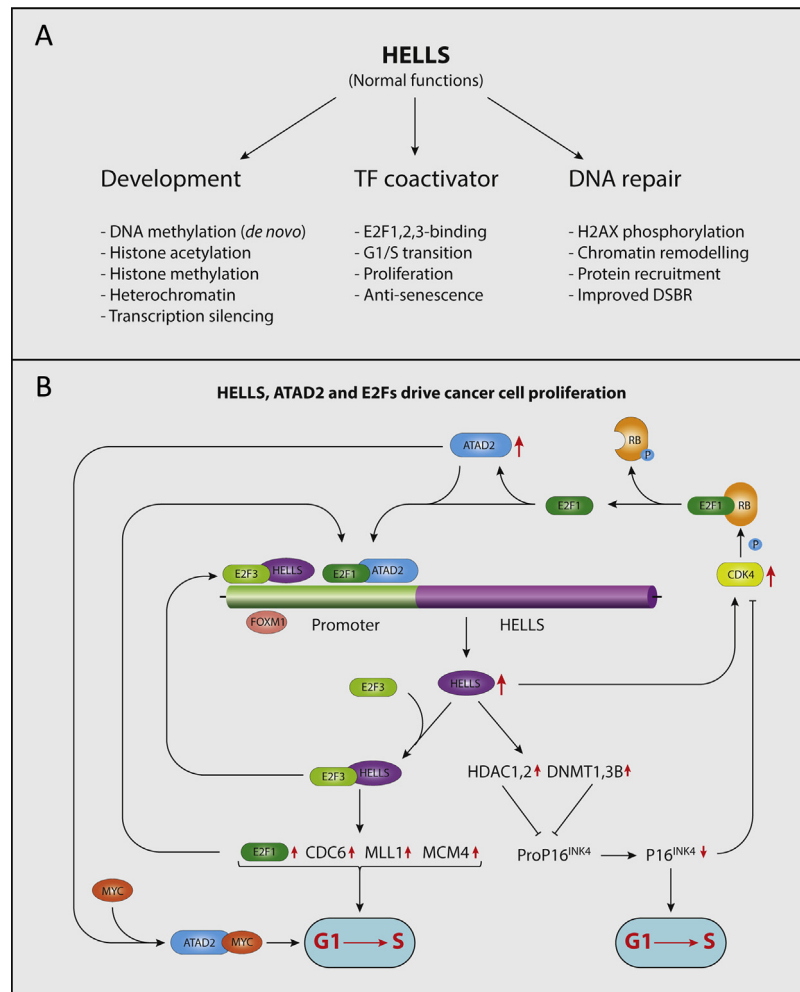 A
HELLS
(Normal functions)
Development
- DNA methylation (de novo)
- Histone acetylation
- Histone methylation
- Heterochromatin
- Transcription silencing
TF coactivator
- E2F1,2,3-binding
- G1/S transition
- Proliferation
- Anti-senescence
DNA repair
- H2AX phosphorylation
- Chromatin remodelling
- Protein recruitment
- Improved DSBR
B
HELLS, ATAD2 and E2Fs drive cancer cell proliferation
ATAD2
RB
P
E2F1
E2F1
RB
P
CDK4
E2F3
HELLS
E2F1
ATAD2
FOXM1
Promoter
HELLS
E2F3
HELLS
E2F3
HELLS
HDAC1,2
DNMT1,3B
E2F1
CDC6
MLL1
MCM4
ProP16INK4
P16INK4
MYC
ATAD2
MYC
G1 → S
G1 → S